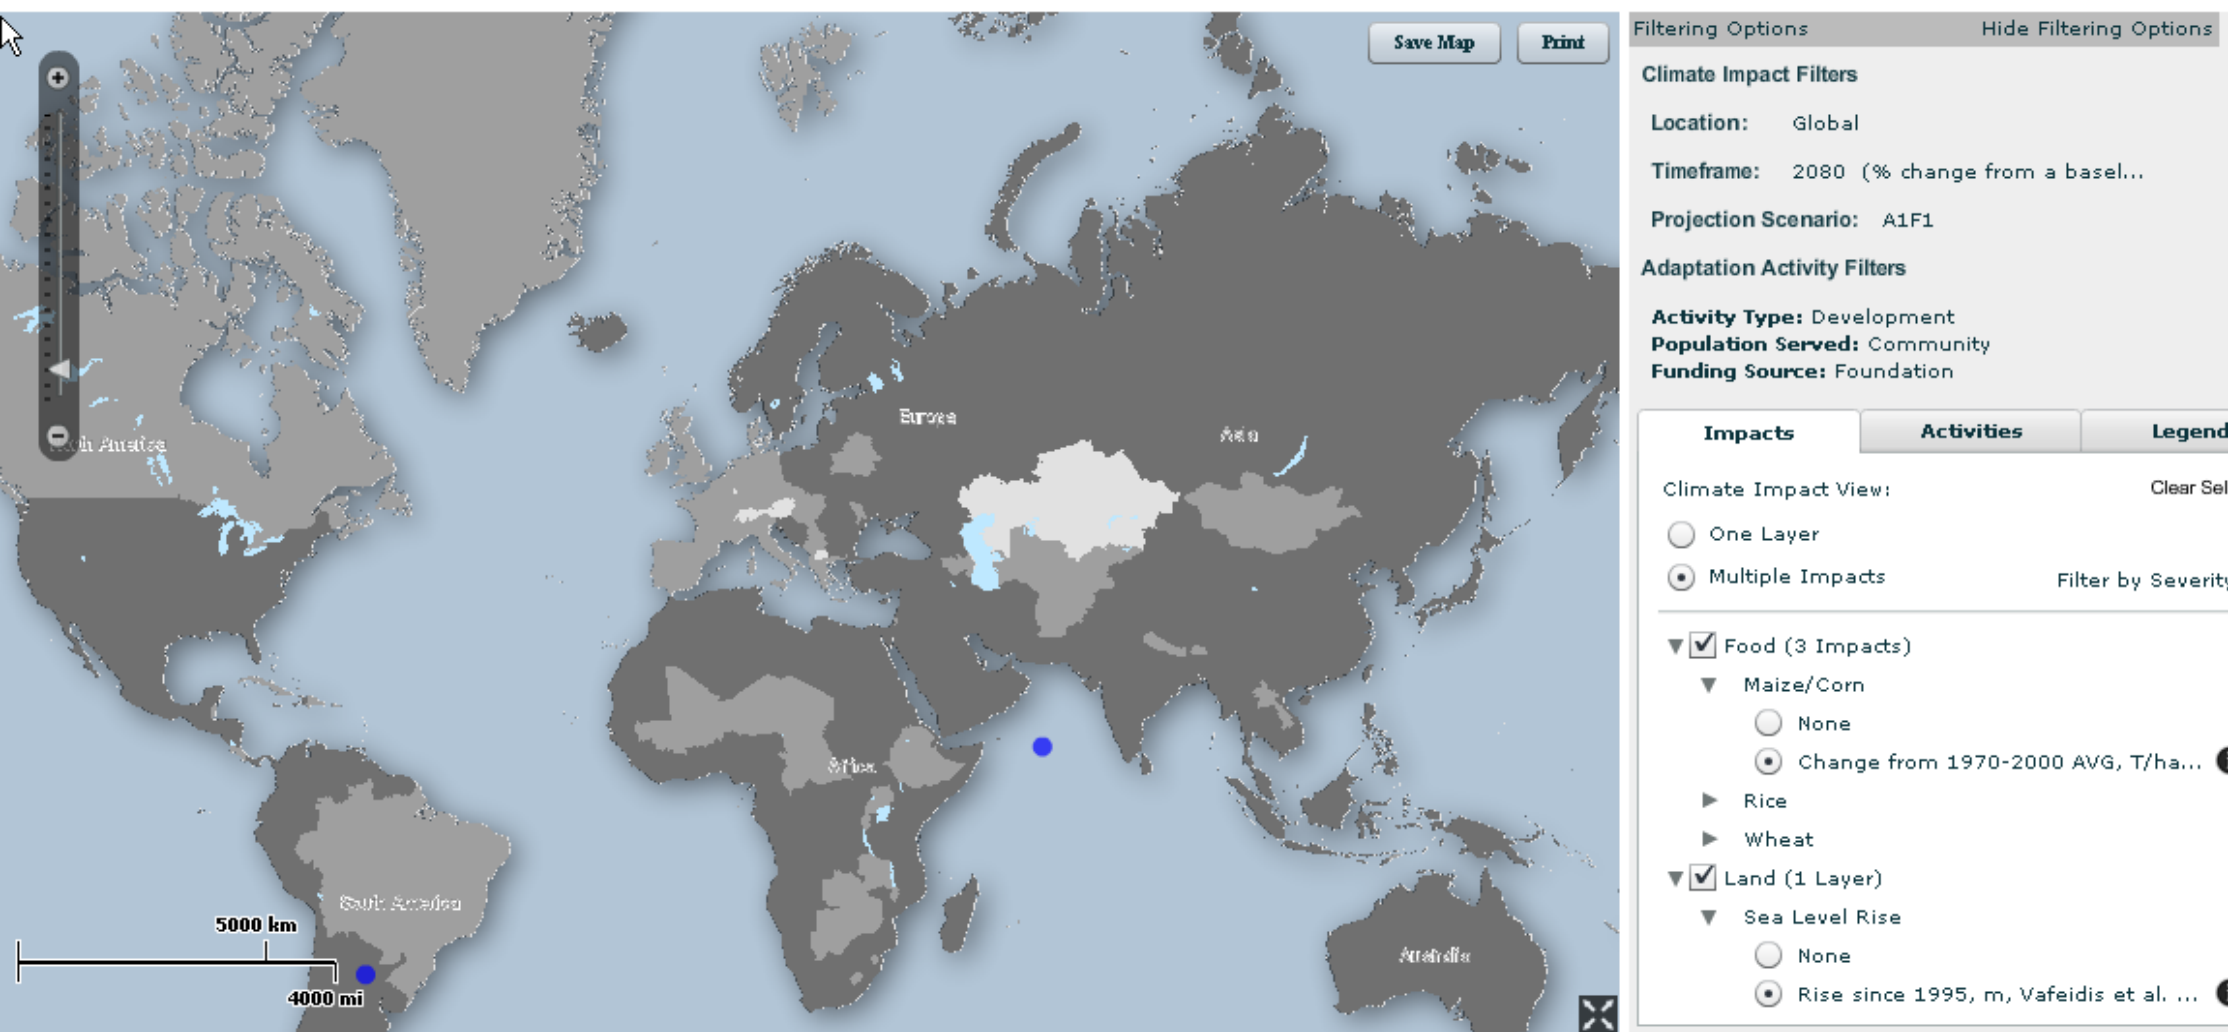 Save Map
Print
North America
Europe
Asia
Africa
South America
Australia
5000 km
4000 mi
Filtering Options
Hide Filtering Options
Climate Impact Filters
Location: Global
Timeframe: 2080 (% change from a basel...
Projection Scenario: A1F1
Adaptation Activity Filters
Activity Type: Development
Population Served: Community
Funding Source: Foundation
Impacts
Activities
Legend
Climate Impact View:
Clear Sel
One Layer
Multiple Impacts
Filter by Severity
Food (3 Impacts)
Maize/Corn
None
Change from 1970-2000 AVG, T/ha...
Rice
Wheat
Land (1 Layer)
Sea Level Rise
None
Rise since 1995, m, Vafeidis et al. ...